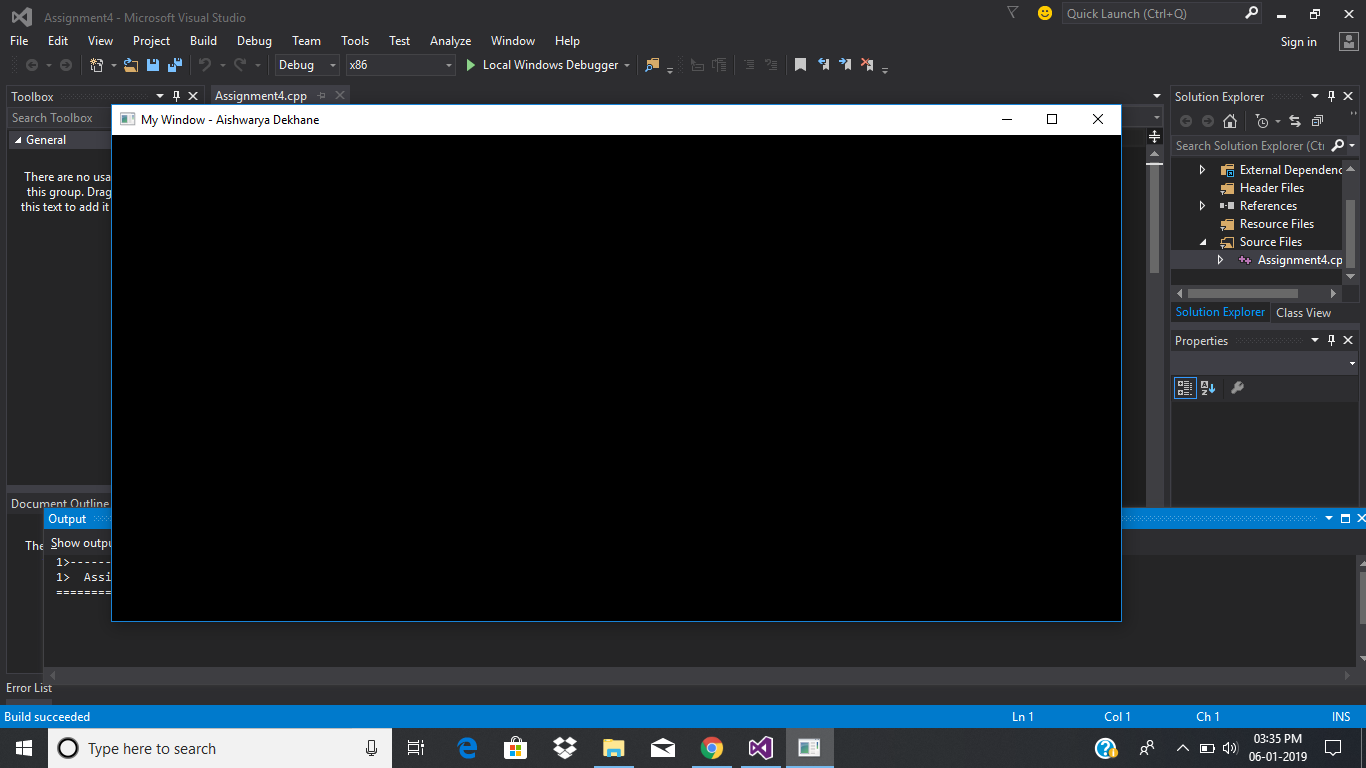 Assignment4 - Microsoft Visual Studio
Quick Launch (Ctrl+Q)
File Edit View Project Build Debug Team Tools Test Analyze Window Help
Sign in
Debug x86 Local Windows Debugger
Toolbox
Assignment4.cpp
Solution Explorer
Search Toolbox
My Window - Aishwarya Dekhane
General
Search Solution Explorer (Ctr
There are no usa
this group. Drag
this text to add it
External Dependenc
Header Files
References
Resource Files
Source Files
Assignment4.cp
Solution Explorer Class View
Properties
Document Outline
Output
The
Show outpu
1>------
1> Assi
=========
Error List
Build succeeded Ln 1 Col 1 Ch 1 INS
Type here to search
03:35 PM
06-01-2019